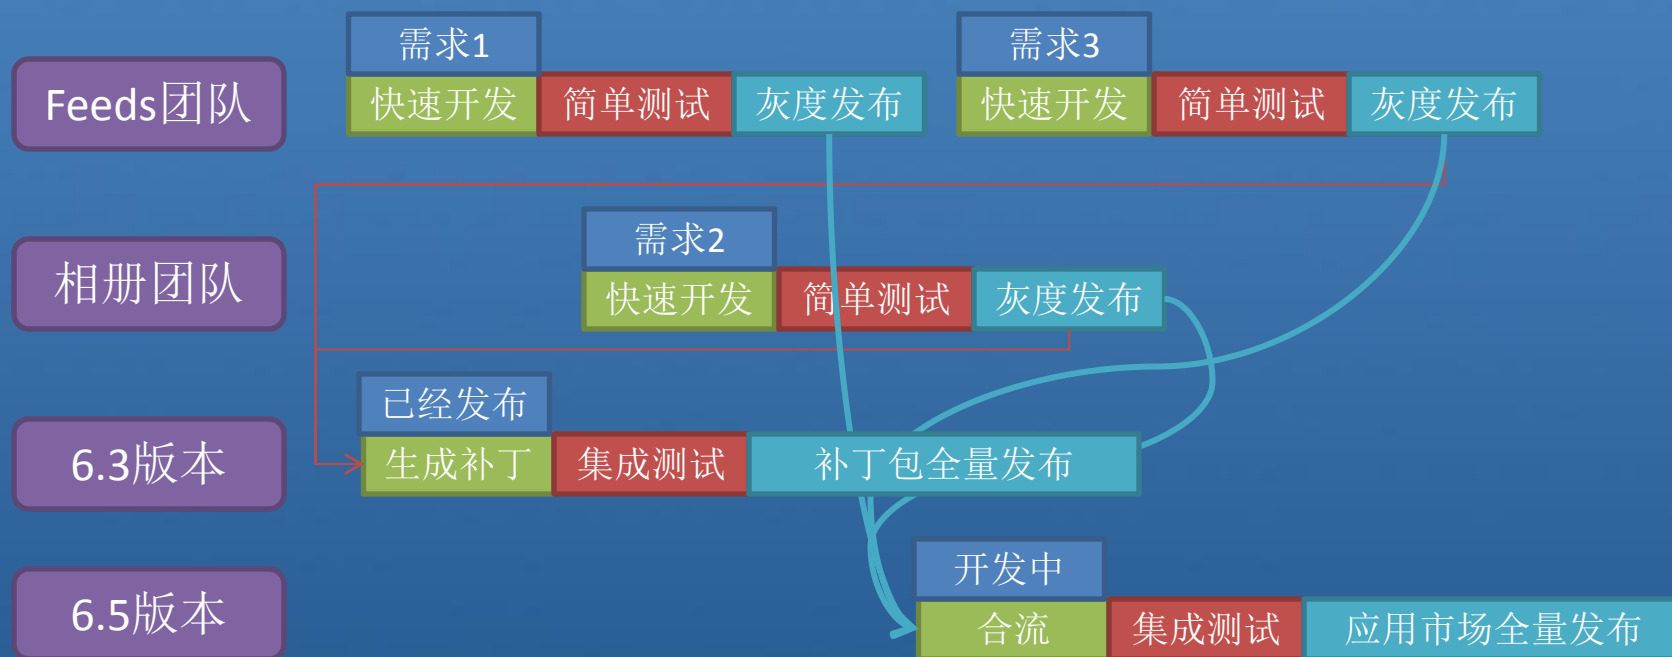 需求1
需求3
Feeds团队
快速开发
简单测试
灰度发布
快速开发
简单测试
灰度发布
需求2
相册团队
快速开发
简单测试
灰度发布
已经发布
6.3版本
生成补丁
集成测试
补丁包全量发布
开发中
6.5版本
合流
集成测试
应用市场全量发布